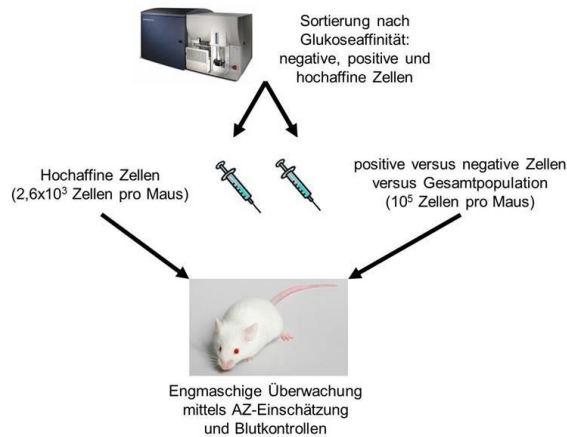 Sortierung nach
Glukoseaffinität:
negative, positive und
hochaffine Zellen
Hochaffine Zellen
(2,6x10³ Zellen pro Maus)
positive versus negative Zellen
versus Gesamtpopulation
(10⁵ Zellen pro Maus)
Engmaschige Überwachung
mittels AZ-Einschätzung
und Blutkontrollen